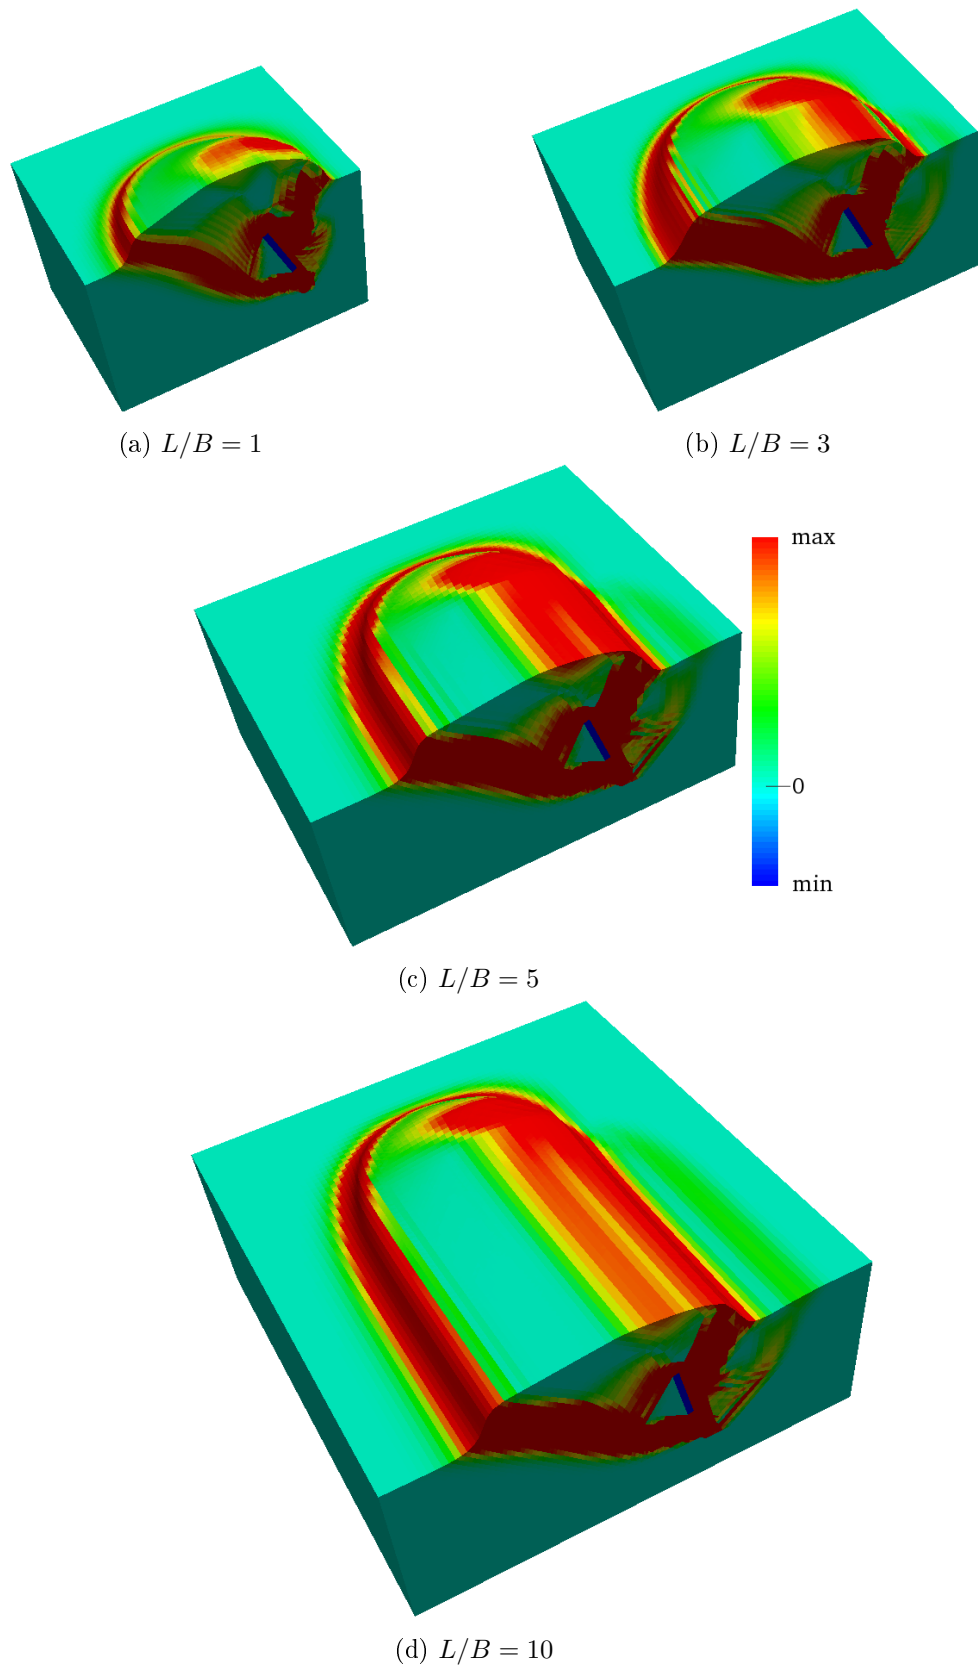 (a) L/B = 1
(b) L/B = 3
max
0
min
(c) L/B = 5
(d) L/B = 10